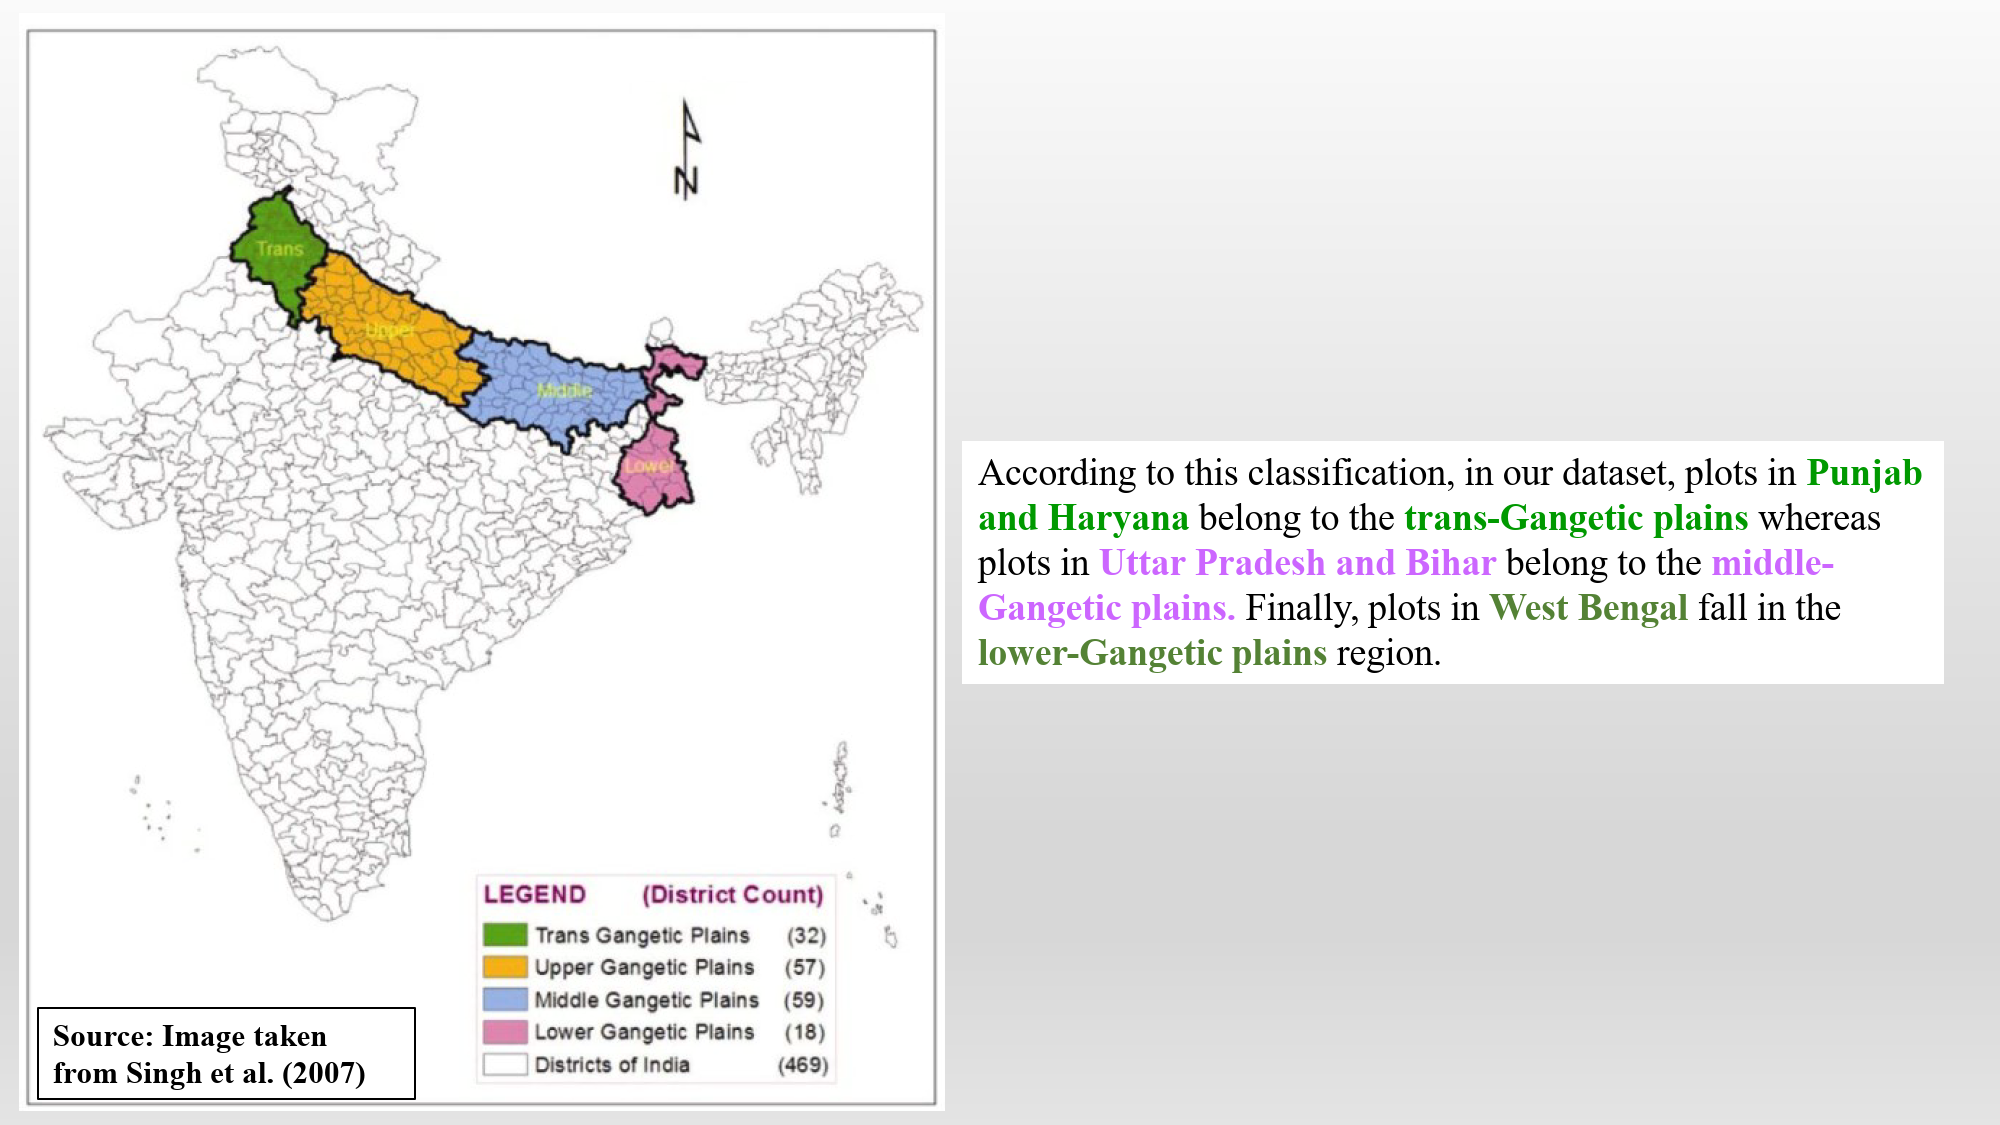 N
Trans
Upper
Middle
Lower
LEGEND (District Count)
Trans Gangetic Plains (32)
Upper Gangetic Plains (57)
Middle Gangetic Plains (59)
Lower Gangetic Plains (18)
Districts of India (469)
Source: Image taken
from Singh et al. (2007)
According to this classification, in our dataset, plots in Punjab
and Haryana belong to the trans-Gangetic plains whereas
plots in Uttar Pradesh and Bihar belong to the middle-
Gangetic plains. Finally, plots in West Bengal fall in the
lower-Gangetic plains region.